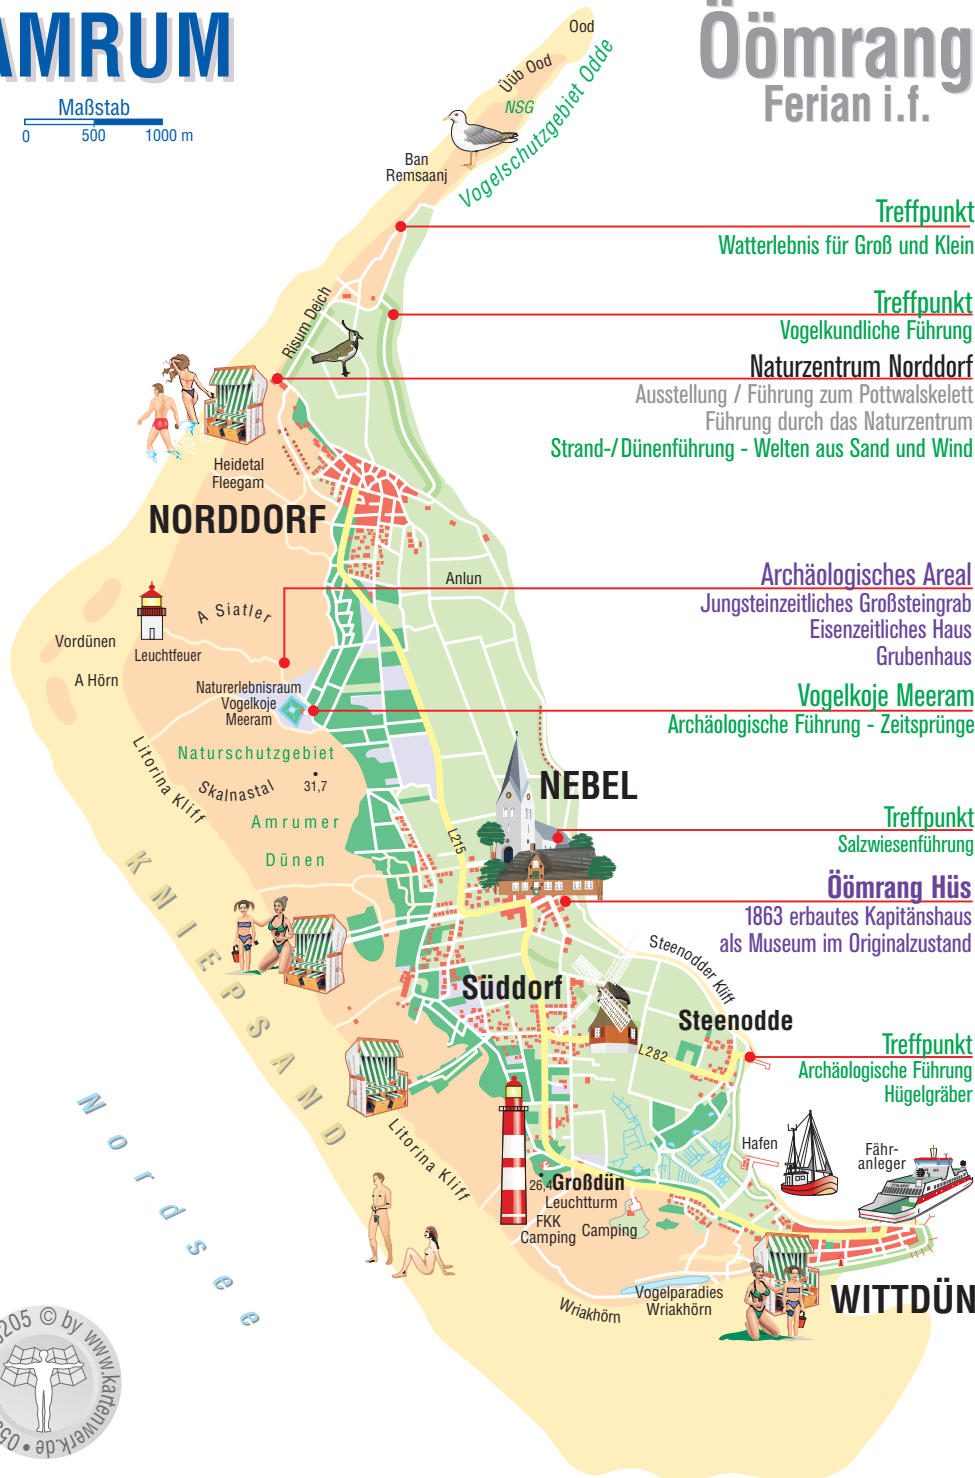 AMRUM
Maßstab
0 500 1000 m
Öömrang
Ferian i.f.
Ood
Üüb Ood
NSG
Vogelschutzgebiet Odde
Ban
Remsaanj
Treffpunkt
Watterlebnis für Groß und Klein
Treffpunkt
Vogelkundliche Führung
Risum Deich
Naturzentrum Norddorf
Ausstellung / Führung zum Pottwalskelett
Führung durch das Naturzentrum
Strand-/Dünenführung - Welten aus Sand und Wind
Heidetal
Fleegam
NORDDORF
Anlun
Archäologisches Areal
Jungsteinzeitliches Großsteingrab
Eisenzeitliches Haus
Grubenhaus
A Siatler
Vordünen
Leuchtfeuer
A Hörn
Naturerlebnisraum
Vogelkoje
Meeram
Vogelkoje Meeram
Archäologische Führung - Zeitsprünge
Litorina Kliff
Naturschutzgebiet
Skalnastal
31,7
Amrumer
Dünen
NEBEL
L215
Treffpunkt
Salzwiesenführung
Öömrang Hüs
1863 erbautes Kapitänshaus
als Museum im Originalzustand
KNIEPSAND
Steenodder Kliff
Süddorf
Steenodde
L282
Treffpunkt
Archäologische Führung
Hügelgräber
Nordsee
Litorina Kliff
Hafen
Fähr-
anleger
26,4
Großdün
Leuchtturm
FKK
Camping
Camping
Vogelparadies
Wriakhörn
Wriakhörn
WITTDÜN
205 © by www.kartenwerk.de